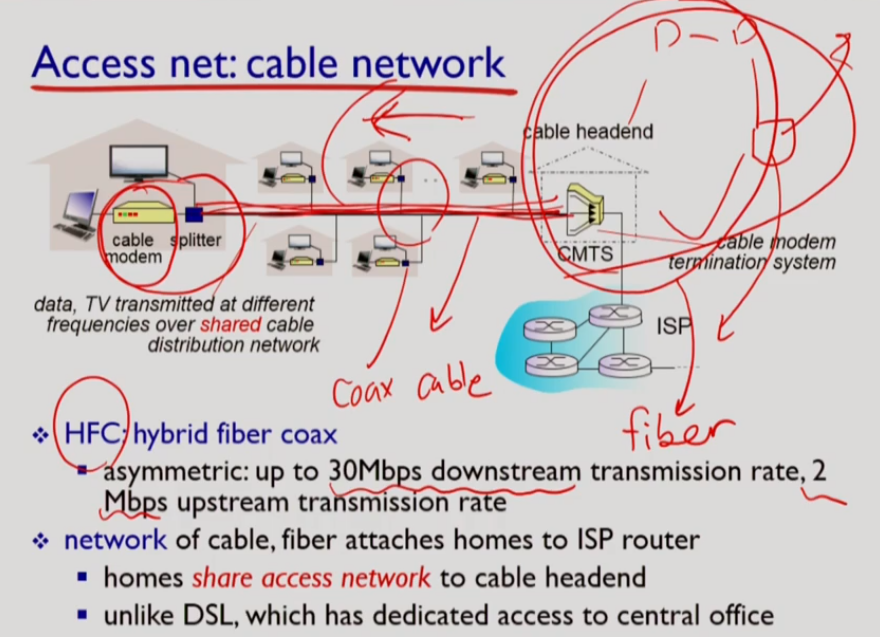 Access net: cable network
D - D
cable headend
cable
modem
splitter
CMTS
cable modem
termination system
data, TV transmitted at different
frequencies over shared cable
distribution network
ISP
Coax cable
fiber
❖ HFC: hybrid fiber coax
▪ asymmetric: up to 30Mbps downstream transmission rate, 2
Mbps upstream transmission rate
❖ network of cable, fiber attaches homes to ISP router
▪ homes share access network to cable headend
▪ unlike DSL, which has dedicated access to central office